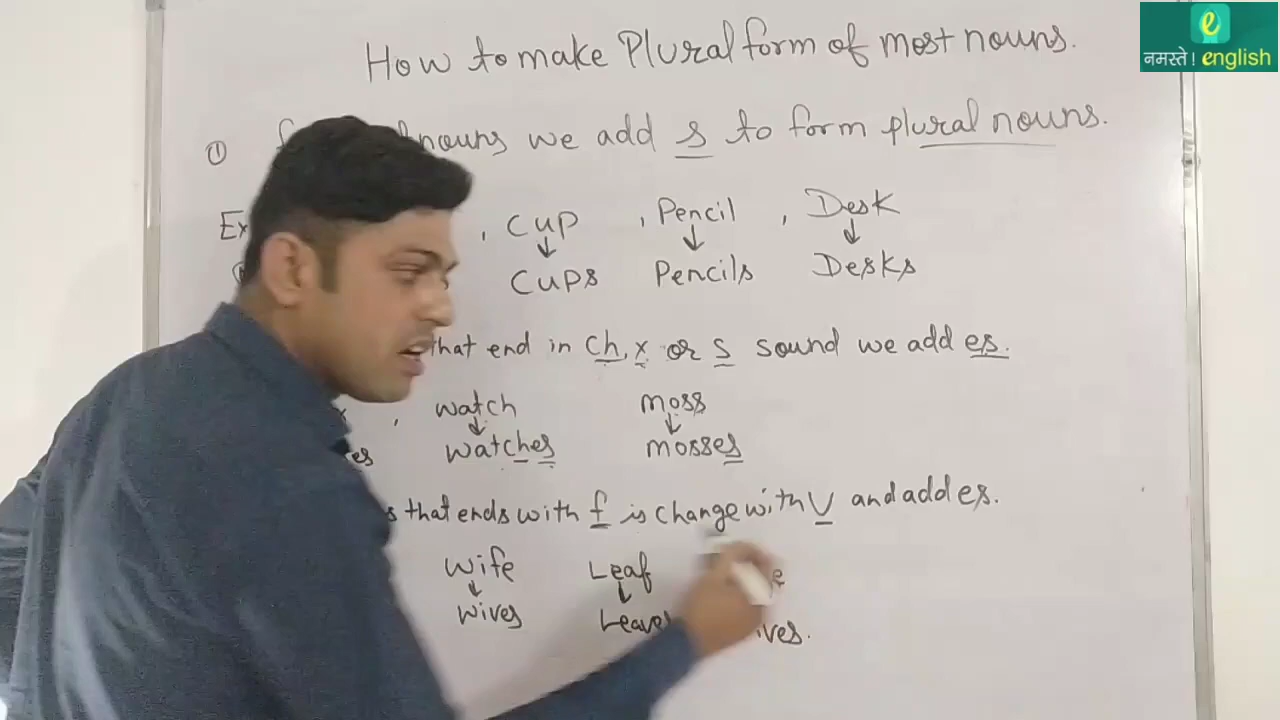 e
नमस्ते! english
How to make Plural form of most nouns.
① nouns we add s to form plural nouns.
Ex , Cup , Pencil , Desk
Cups Pencils Desks
that end in ch, x or s sound we add es.
, watch moss
watches mosses
that ends with f is change with V and add es.
Wife Leaf
Wives Leaves